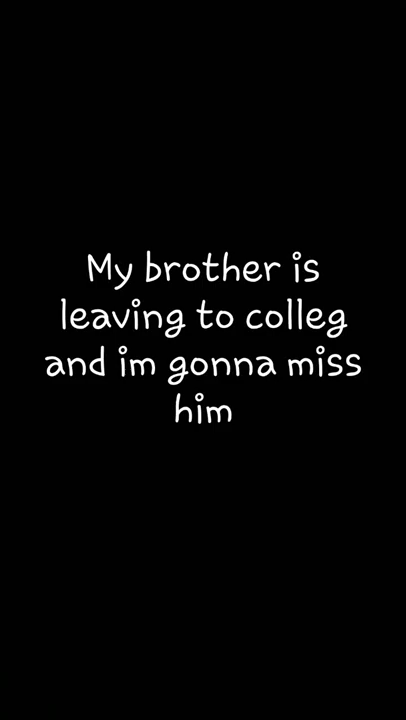 My brother is
leaving to colleg
and im gonna miss
him